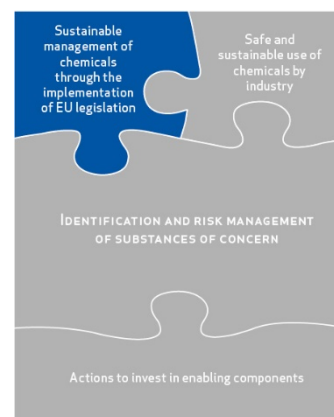 Sustainable
management of
chemicals
through the
implementation
of EU legislation
Safe and
sustainable use of
chemicals by
industry
IDENTIFICATION AND RISK MANAGEMENT
OF SUBSTANCES OF CONCERN
Actions to invest in enabling components